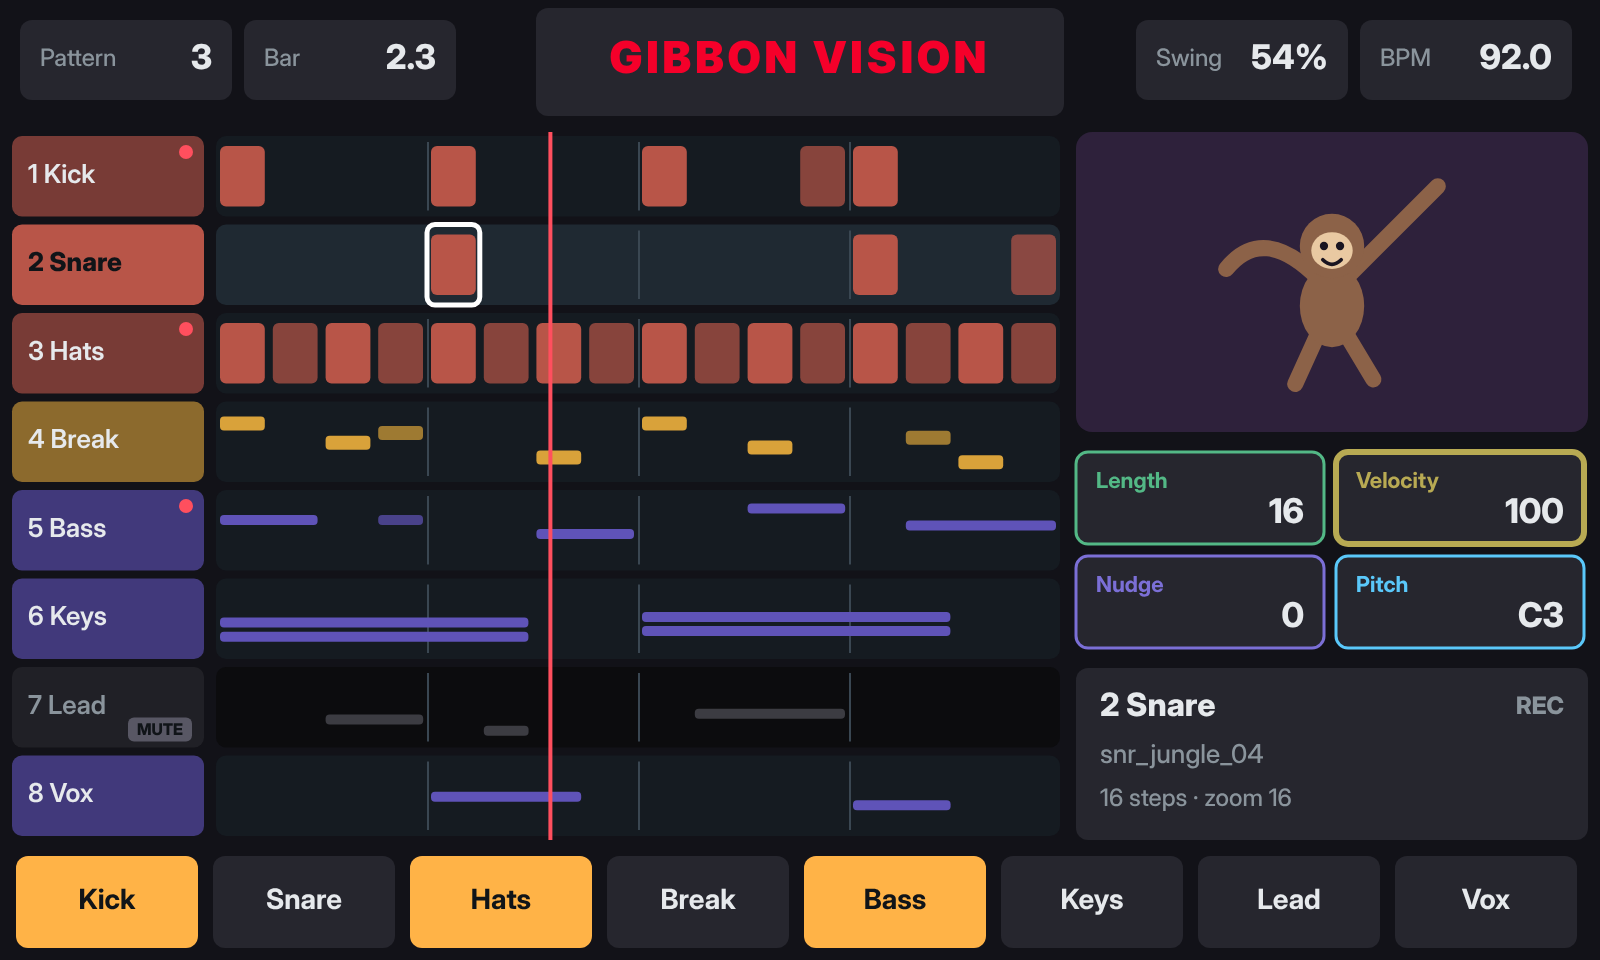 Pattern 3
Bar 2.3
GIBBON VISION
Swing 54%
BPM 92.0
1 Kick
2 Snare
3 Hats
4 Break
5 Bass
6 Keys
7 Lead
MUTE
8 Vox
Length
16
Velocity
100
Nudge
0
Pitch
C3
2 Snare REC
snr_jungle_04
16 steps · zoom 16
Kick Snare Hats Break Bass Keys Lead Vox